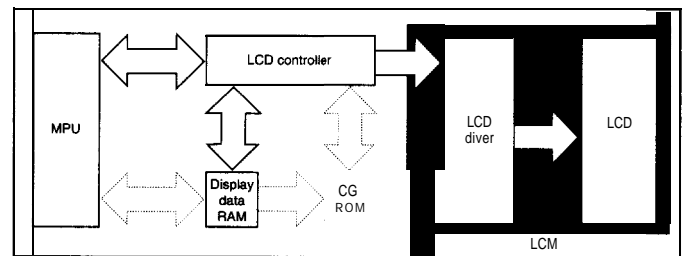 LCD controller
MPU
LCD
diver
LCD
Display
data
RAM
CG
ROM
LCM